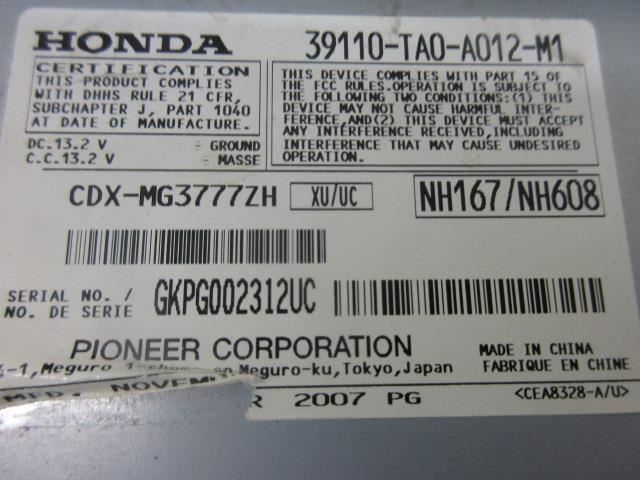 HONDA 39110-TA0-A012-M1
CERTIFICATION
THIS PRODUCT COMPLIES
WITH DHHS RULE 21 CFR,
SUBCHAPTER J, PART 1040
AT DATE OF MANUFACTURE.
THIS DEVICE COMPLIES WITH PART 15 OF
THE FCC RULES.OPERATION IS SUBJECT TO
THE FOLLOWING TWO CONDITIONS:(1) THIS
DEVICE MAY NOT CAUSE HARMFUL INTER-
FERENCE,AND(2) THIS DEVICE MUST ACCEPT
ANY INTERFERENCE RECEIVED,INCLUDING
INTERFERENCE THAT MAY CAUSE UNDESIRED
OPERATION.
DC.13.2 V GROUND
C.C.13.2 V MASSE
CDX-MG3777ZH XU/UC NH167/NH608
SERIAL NO. /
NO. DE SERIE
GKPG002312UC
PIONEER CORPORATION
-1,Meguro 1- Meguro-ku,Tokyo,Japan
MADE IN CHINA
FABRIQUE EN CHINE
MFD. NOVEMB R 2007 PG <CEA8328-A/U>